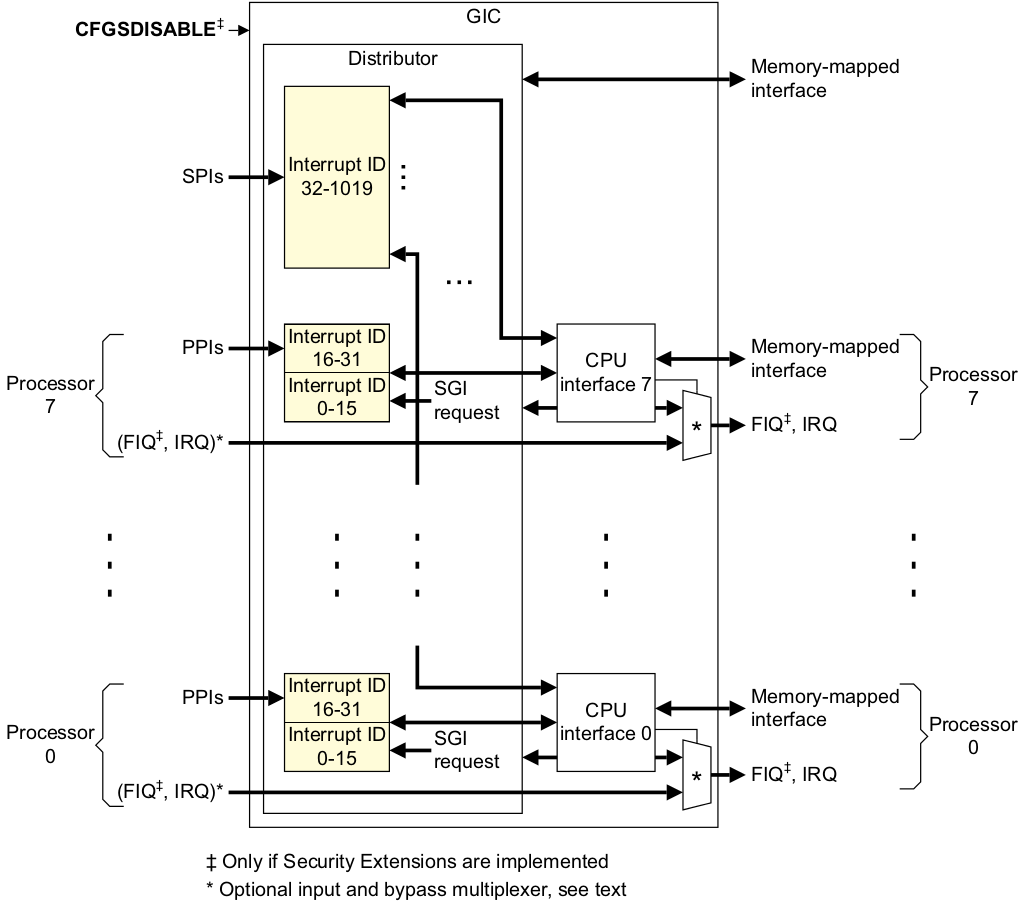 GIC
CFGSDISABLE‡
Distributor
Memory-mapped
interface
Interrupt ID
32-1019
SPIs
Interrupt ID
16-31
Interrupt ID
0-15
PPIs
SGI
request
CPU
interface 7
Memory-mapped
interface
Processor
7
Processor
7
(FIQ‡, IRQ)*
*
FIQ‡, IRQ
PPIs
Interrupt ID
16-31
Interrupt ID
0-15
SGI
request
CPU
interface 0
Memory-mapped
interface
Processor
0
Processor
0
(FIQ‡, IRQ)*
*
FIQ‡, IRQ
‡ Only if Security Extensions are implemented
* Optional input and bypass multiplexer, see text